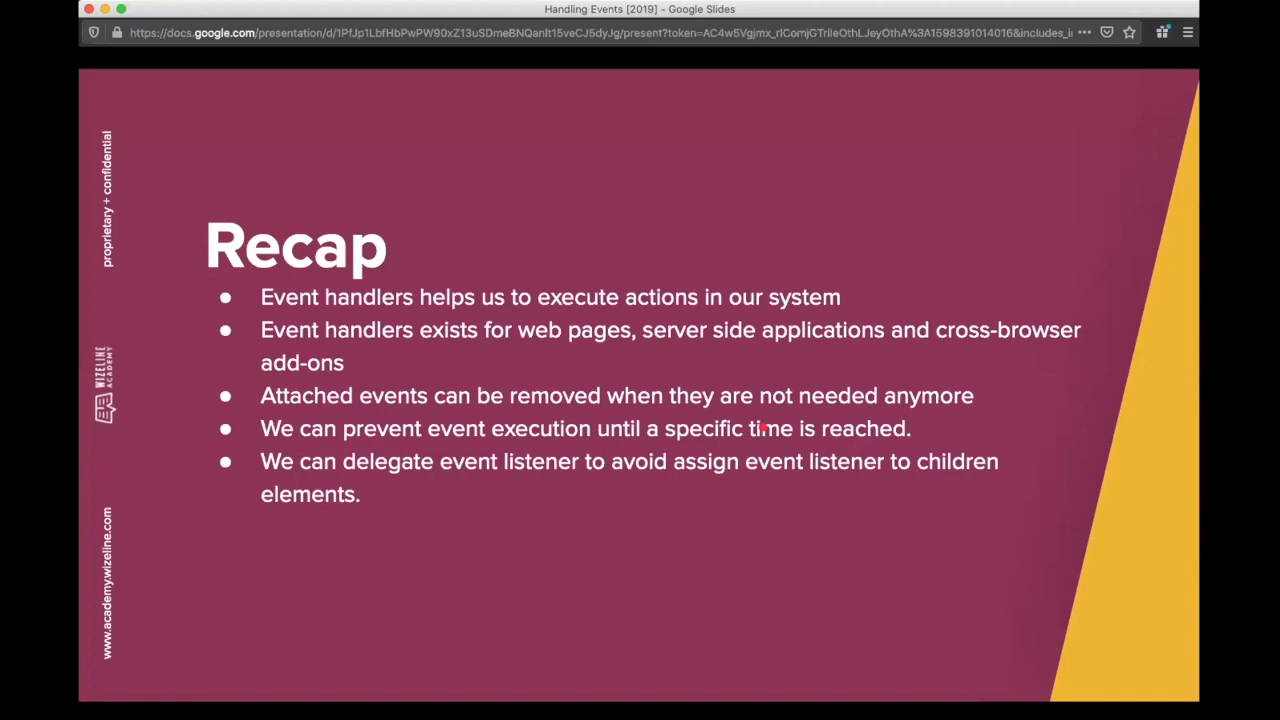 Handling Events [2019] - Google Slides
proprietary + confidential
WIZELINE
ACADEMY
www.academy.wizeline.com
Recap
● Event handlers helps us to execute actions in our system
● Event handlers exists for web pages, server side applications and cross-browser
add-ons
● Attached events can be removed when they are not needed anymore
● We can prevent event execution until a specific time is reached.
● We can delegate event listener to avoid assign event listener to children
elements.